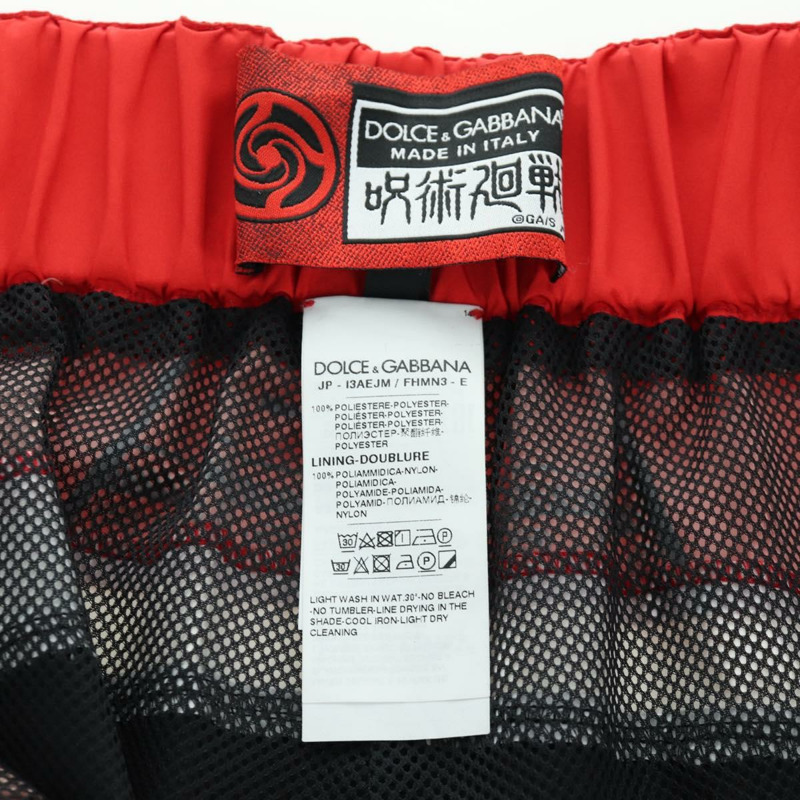 DOLCE & GABBANA
MADE IN ITALY
呪術廻戦
©GA/S
14
DOLCE & GABBANA
JP - I3AEJM / FHMN3 - E
100% POLIESTERE-POLYESTER-
POLIÉSTER-POLYESTER-
POLIÉSTER-POLYESTER-
ПОЛИЭСТЕР-聚酯纤维-
POLYESTER
LINING-DOUBLURE
100% POLIAMMIDICA-NYLON-
POLIAMIDICA-
POLYAMIDE-POLIAMIDA-
POLYAMID-ПОЛИАМИД-锦纶-
NYLON
30 P
30 P
LIGHT WASH IN WAT.30°-NO BLEACH
-NO TUMBLER-LINE DRYING IN THE
SHADE-COOL IRON-LIGHT DRY
CLEANING